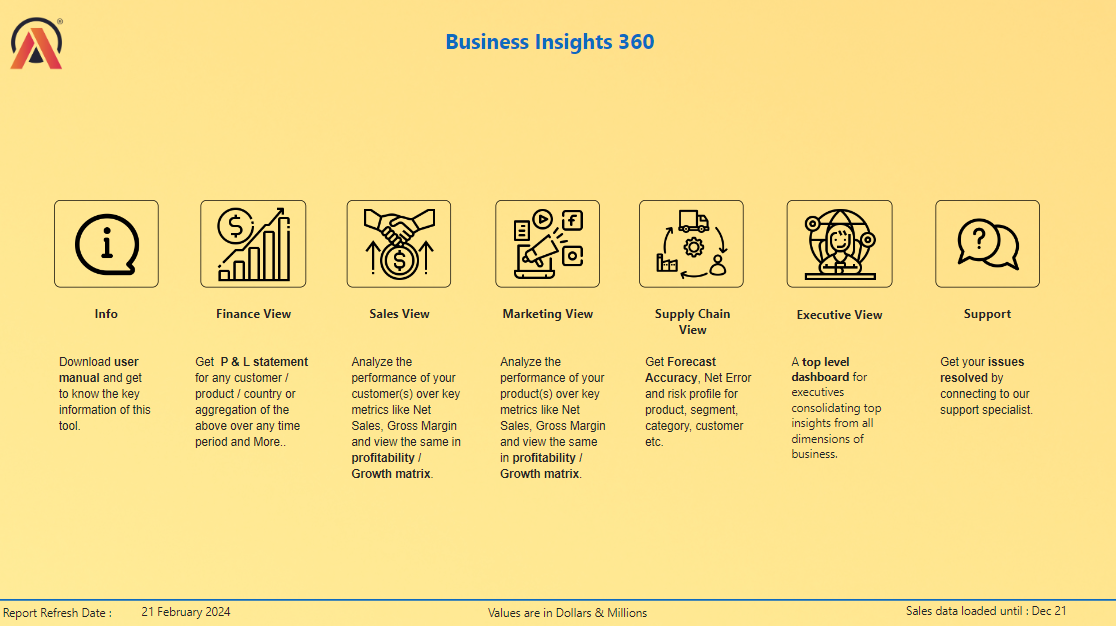 ®
Business Insights 360
Info
Download user
manual and get
to know the key
information of this
tool.
Finance View
Get P & L statement
for any customer /
product / country or
aggregation of the
above over any time
period and More..
Sales View
Analyze the
performance of your
customer(s) over key
metrics like Net
Sales, Gross Margin
and view the same in
profitability /
Growth matrix.
Marketing View
Analyze the
performance of your
product(s) over key
metrics like Net
Sales, Gross Margin
and view the same
in profitability /
Growth matrix.
Supply Chain
View
Get Forecast
Accuracy, Net Error
and risk profile for
product, segment,
category, customer
etc.
Executive View
A top level
dashboard for
executives
consolidating top
insights from all
dimensions of
business.
Support
Get your issues
resolved by
connecting to our
support specialist.
Report Refresh Date : 21 February 2024
Values are in Dollars & Millions
Sales data loaded until : Dec 21